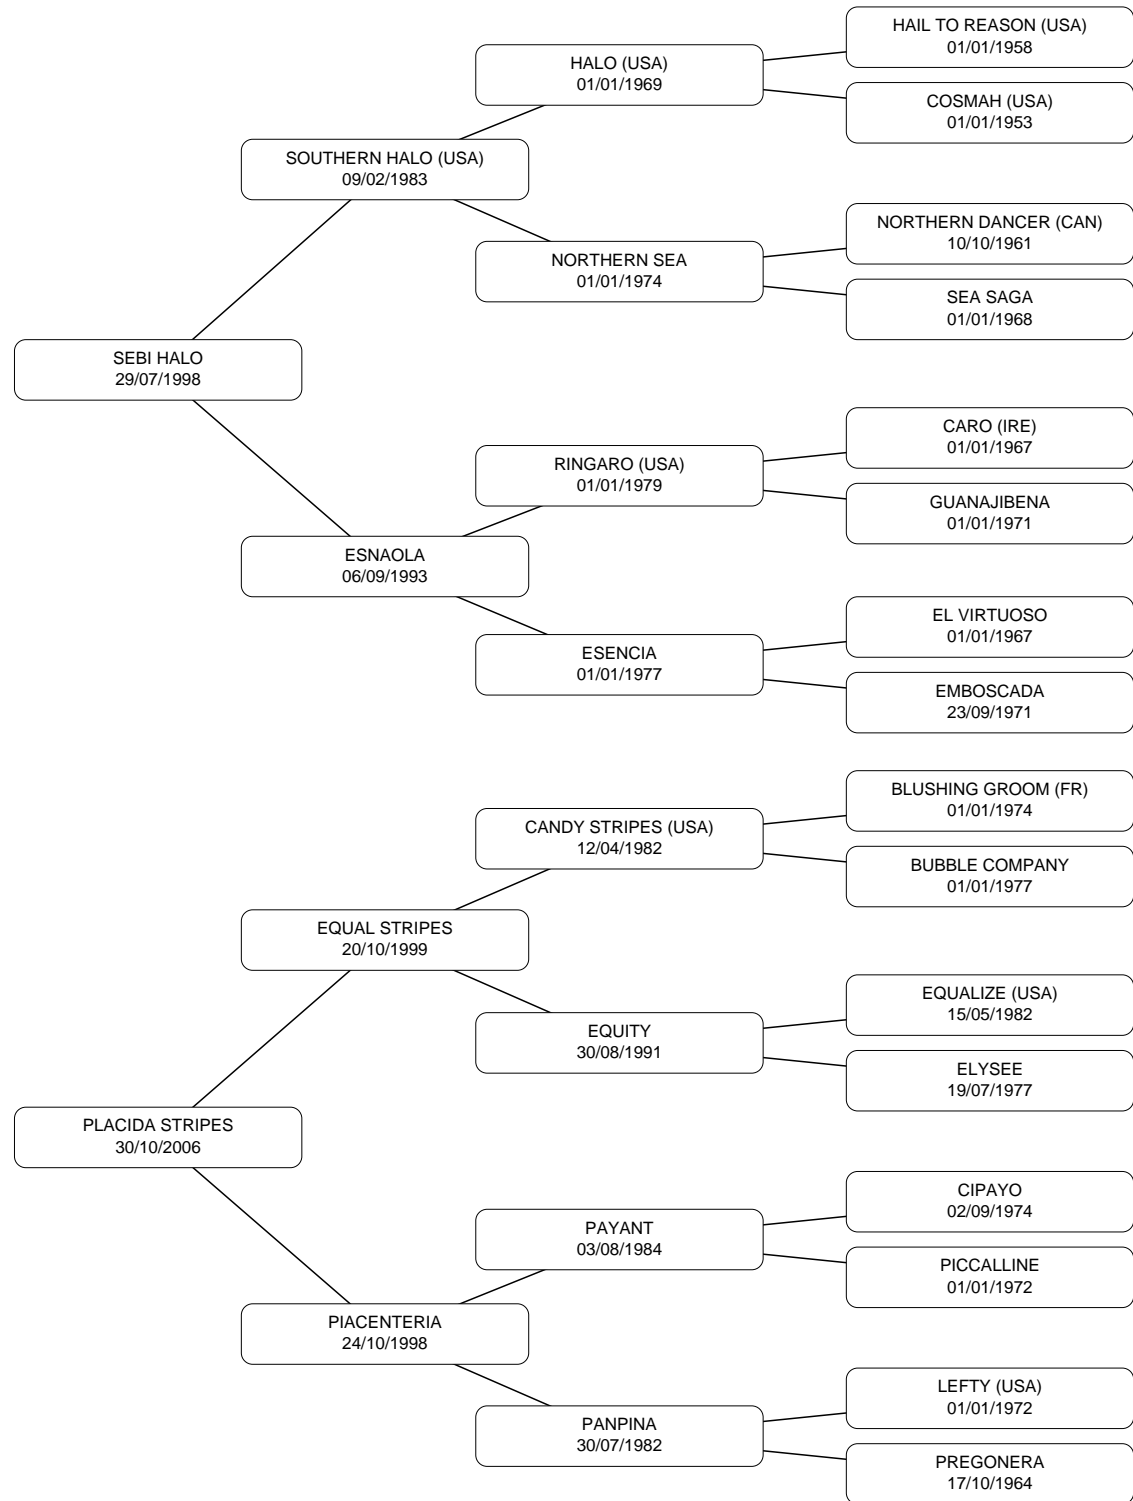 HAIL TO REASON (USA)
01/01/1958
HALO (USA)
01/01/1969
COSMAH (USA)
01/01/1953
SOUTHERN HALO (USA)
09/02/1983
NORTHERN DANCER (CAN)
10/10/1961
NORTHERN SEA
01/01/1974
SEA SAGA
01/01/1968
SEBI HALO
29/07/1998
CARO (IRE)
01/01/1967
RINGARO (USA)
01/01/1979
GUANAJIBENA
01/01/1971
ESNAOLA
06/09/1993
EL VIRTUOSO
01/01/1967
ESENCIA
01/01/1977
EMBOSCADA
23/09/1971
BLUSHING GROOM (FR)
01/01/1974
CANDY STRIPES (USA)
12/04/1982
BUBBLE COMPANY
01/01/1977
EQUAL STRIPES
20/10/1999
EQUALIZE (USA)
15/05/1982
EQUITY
30/08/1991
ELYSEE
19/07/1977
PLACIDA STRIPES
30/10/2006
CIPAYO
02/09/1974
PAYANT
03/08/1984
PICCALLINE
01/01/1972
PIACENTERIA
24/10/1998
LEFTY (USA)
01/01/1972
PANPINA
30/07/1982
PREGONERA
17/10/1964